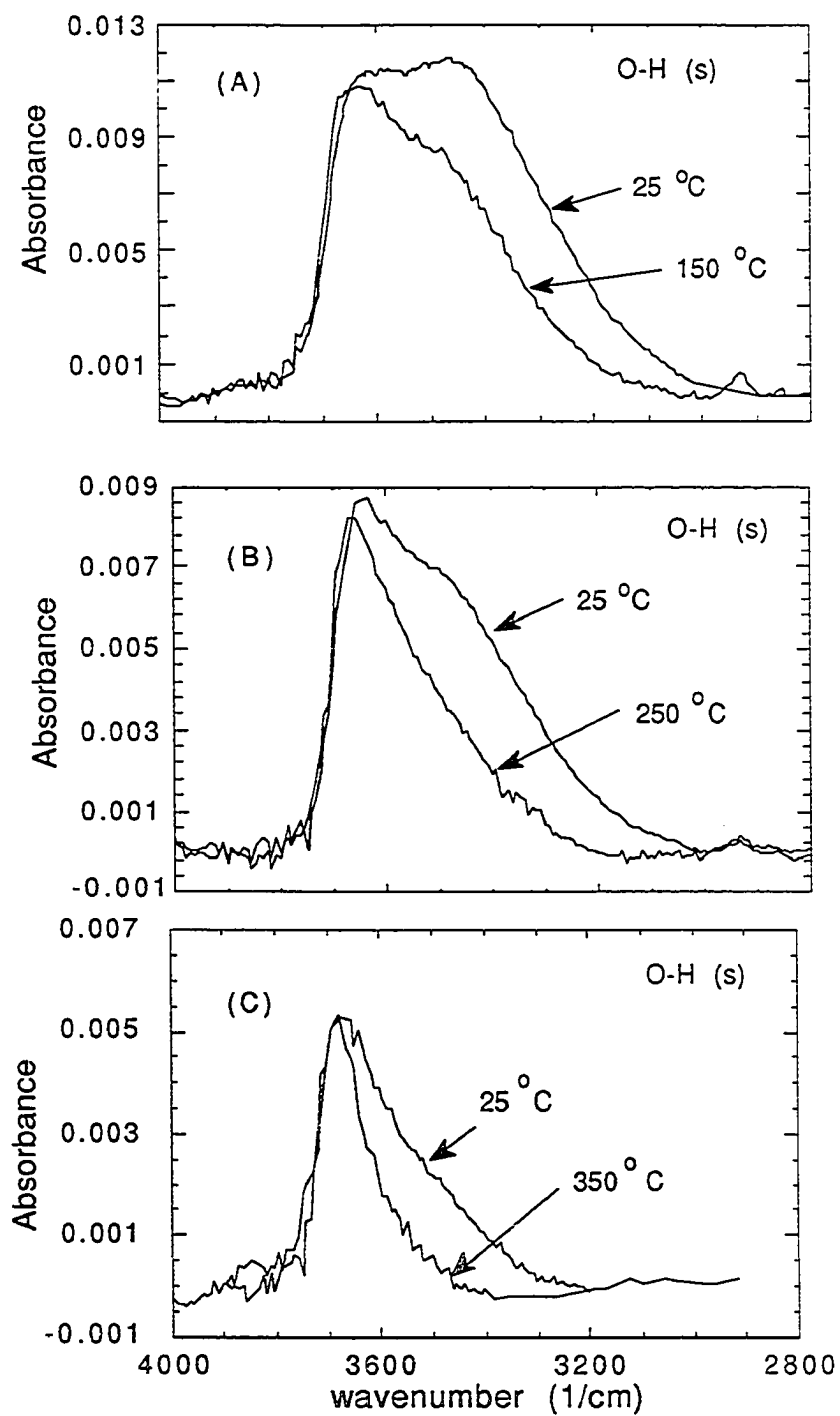 0.013
(A)
O-H (s)
0.009
25 °C
Absorbance
0.005
150 °C
0.001
0.009
(B)
O-H (s)
0.007
25 °C
0.005
Absorbance
250 °C
0.003
0.001
-0.001
0.007
(C)
O-H (s)
0.005
25 °C
0.003
Absorbance
350 °C
0.001
-0.001
4000 3600 3200 2800
wavenumber (1/cm)